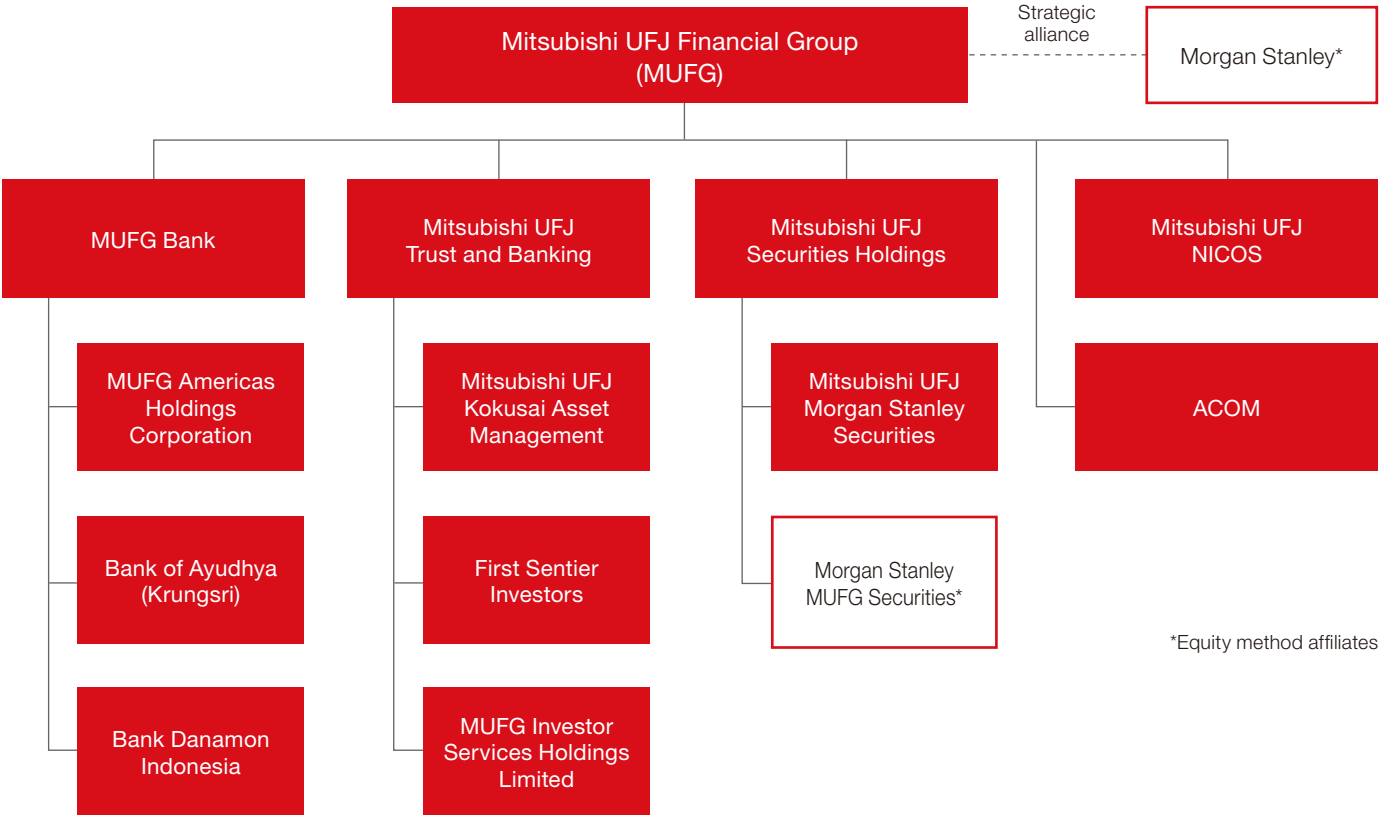 Mitsubishi UFJ Financial Group
(MUFG)
Strategic
alliance
Morgan Stanley*
MUFG Bank
Mitsubishi UFJ
Trust and Banking
Mitsubishi UFJ
Securities Holdings
Mitsubishi UFJ
NICOS
MUFG Americas
Holdings
Corporation
Mitsubishi UFJ
Kokusai Asset
Management
Mitsubishi UFJ
Morgan Stanley
Securities
ACOM
Bank of Ayudhya
(Krungsri)
First Sentier
Investors
Morgan Stanley
MUFG Securities*
*Equity method affiliates
Bank Danamon
Indonesia
MUFG Investor
Services Holdings
Limited